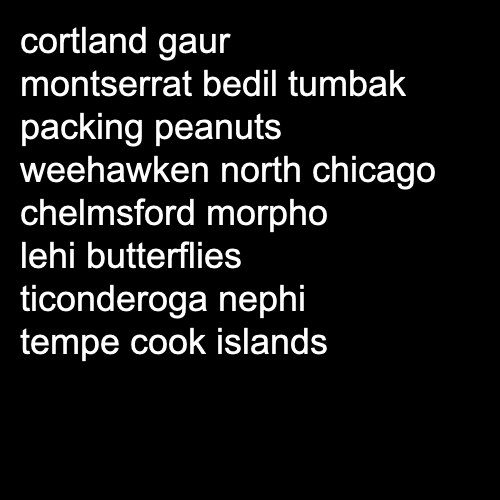 cortland gaur
montserrat bedil tumbak
packing peanuts
weehawken north chicago
chelmsford morpho
lehi butterflies
ticonderoga nephi
tempe cook islands